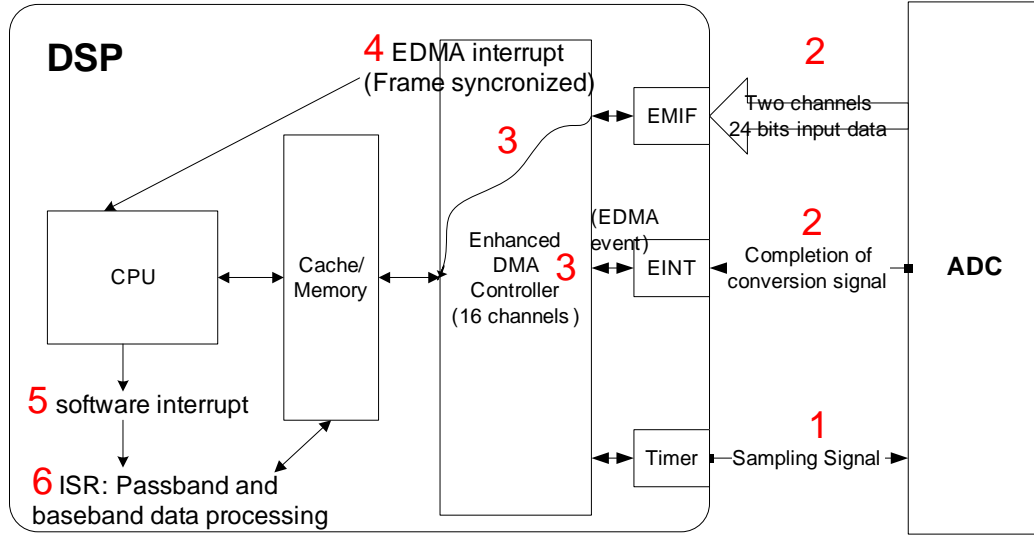 DSP
4 EDMA interrupt
(Frame syncronized)
2
Two channels
24 bits input data
EMIF
3
(EDMA
event)
2
Completion of
conversion signal
EINT
ADC
CPU
Cache/
Memory
Enhanced
DMA
Controller
(16 channels)
3
5 software interrupt
1
Timer
Sampling Signal
6 ISR: Passband and
baseband data processing